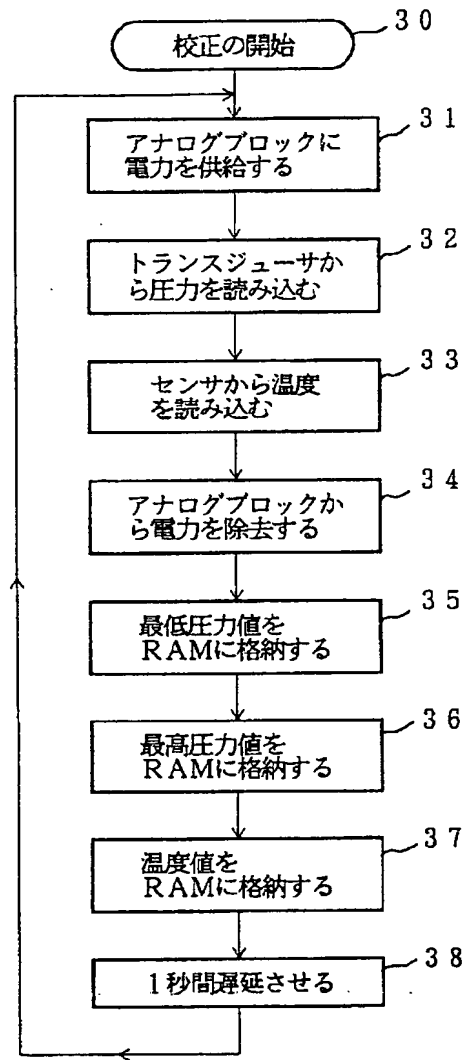 校正の開始
30
アナログブロックに
電力を供給する
31
トランスジューサか
ら圧力を読み込む
32
センサから温度
を読み込む
33
アナログブロックか
ら電力を除去する
34
最低圧力値を
RAMに格納する
35
最高圧力値を
RAMに格納する
36
温度値を
RAMに格納する
37
1秒間遅延させる
38